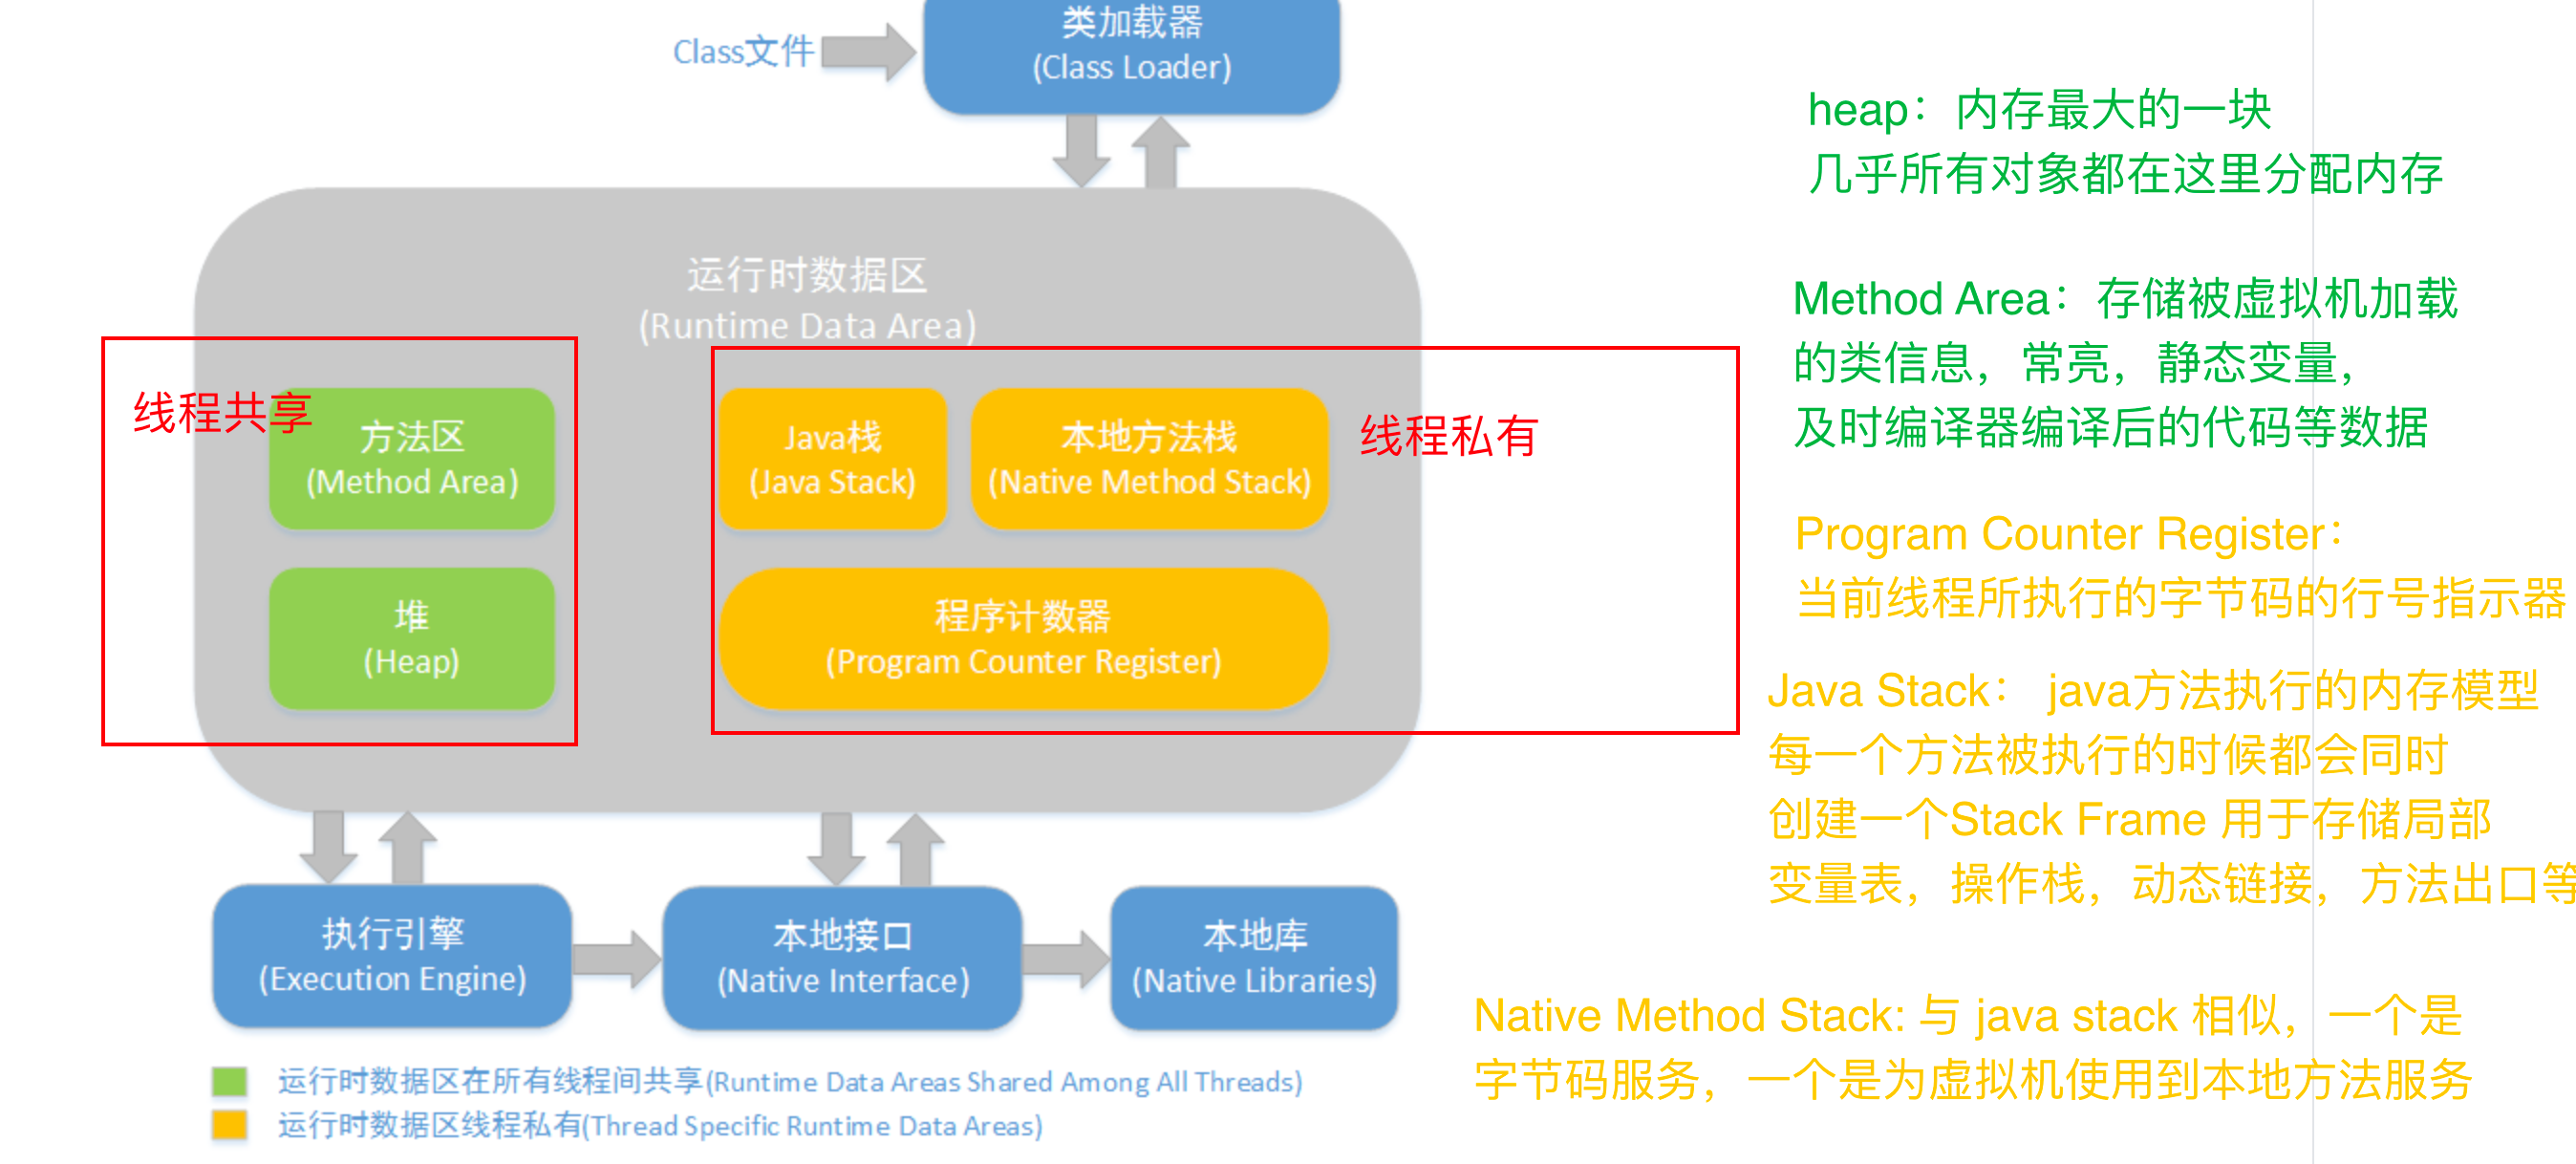 类加载器
Class文件
(Class Loader)
运行时数据区
(Runtime Data Area)
线程共享
方法区
(Method Area)
堆
(Heap)
Java栈
(Java Stack)
本地方法栈
(Native Method Stack)
线程私有
程序计数器
(Program Counter Register)
执行引擎
(Execution Engine)
本地接口
(Native Interface)
本地库
(Native Libraries)
运行时数据区在所有线程间共享(Runtime Data Areas Shared Among All Threads)
运行时数据区线程私有(Thread Specific Runtime Data Areas)
heap：内存最大的一块
几乎所有对象都在这里分配内存
Method Area：存储被虚拟机加载
的类信息，常亮，静态变量，
及时编译器编译后的代码等数据
Program Counter Register：
当前线程所执行的字节码的行号指示器
Java Stack： java方法执行的内存模型
每一个方法被执行的时候都会同时
创建一个Stack Frame 用于存储局部
变量表，操作栈，动态链接，方法出口等
Native Method Stack: 与 java stack 相似，一个是
字节码服务，一个是为虚拟机使用到本地方法服务